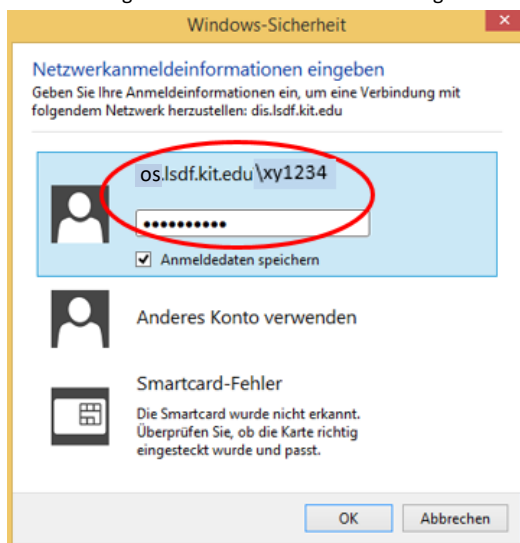 Windows-Sicherheit
Netzwerkanmeldeinformationen eingeben
Geben Sie Ihre Anmeldeinformationen ein, um eine Verbindung mit
folgendem Netzwerk herzustellen: dis.lsdf.kit.edu
os.lsdf.kit.edu\xy1234
••••••••••
Anmeldedaten speichern
Anderes Konto verwenden
Smartcard-Fehler
Die Smartcard wurde nicht erkannt.
Überprüfen Sie, ob die Karte richtig
eingesteckt wurde und passt.
OK
Abbrechen